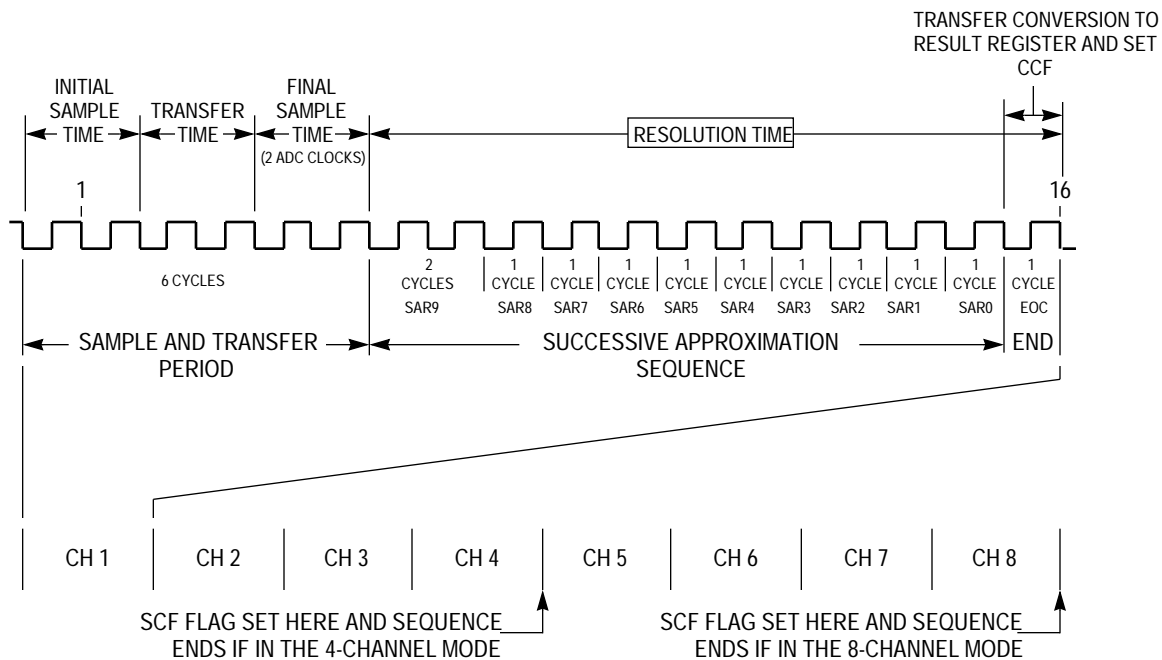 TRANSFER CONVERSION TO
RESULT REGISTER AND SET
CCF
INITIAL
SAMPLE
TIME
TRANSFER
TIME
FINAL
SAMPLE
TIME
(2 ADC CLOCKS)
RESOLUTION TIME
1
16
6 CYCLES
2
CYCLES
SAR9
1
CYCLE
SAR8
1
CYCLE
SAR7
1
CYCLE
SAR6
1
CYCLE
SAR5
1
CYCLE
SAR4
1
CYCLE
SAR3
1
CYCLE
SAR2
1
CYCLE
SAR1
1
CYCLE
SAR0
1
CYCLE
EOC
SAMPLE AND TRANSFER
PERIOD
SUCCESSIVE APPROXIMATION
SEQUENCE
END
CH 1
CH 2
CH 3
CH 4
CH 5
CH 6
CH 7
CH 8
SCF FLAG SET HERE AND SEQUENCE
ENDS IF IN THE 4-CHANNEL MODE
SCF FLAG SET HERE AND SEQUENCE
ENDS IF IN THE 8-CHANNEL MODE